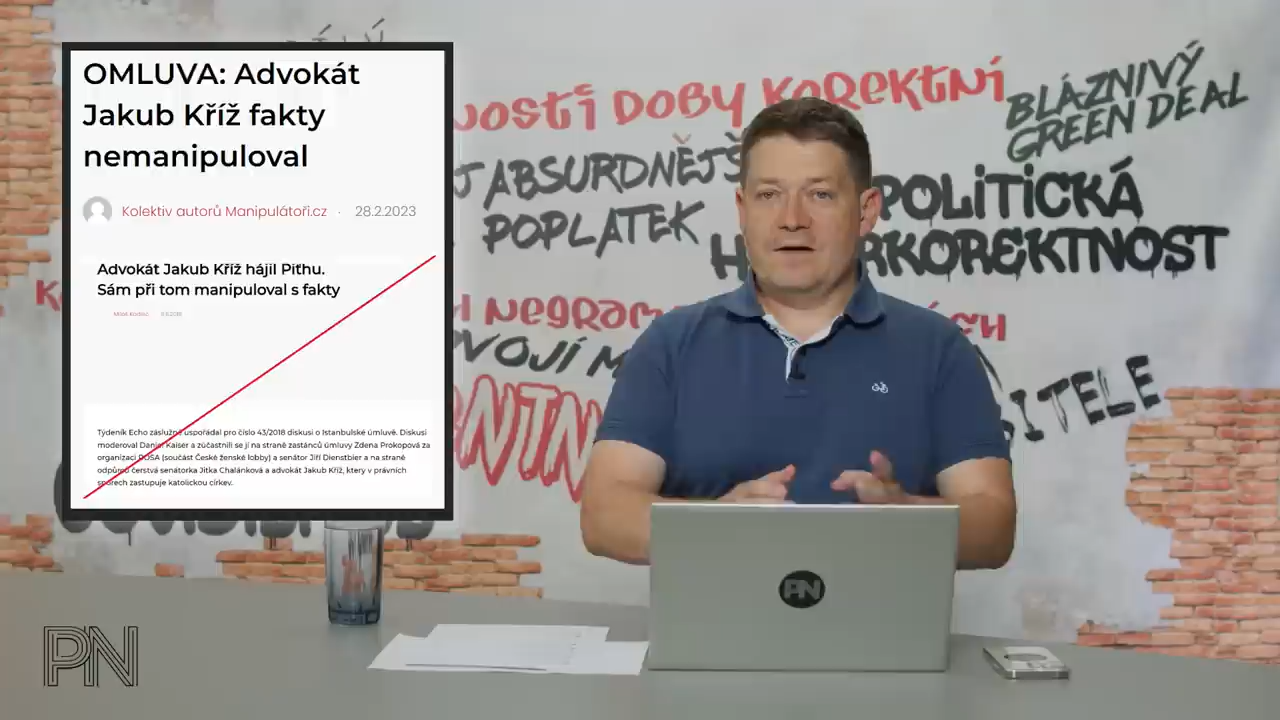 OMLUVA: Advokát
Jakub Kříž fakty
nemanipuloval
Kolektiv autorů Manipulátoři.cz · 28.2.2023
Advokát Jakub Kříž hájil Piťhu.
Sám při tom manipuloval s fakty
Týdeník Echo záslužně uspořádal pro číslo 43/2018 diskusi o Istanbulské úmluvě. Diskusi
moderoval Daniel Kaiser a zúčastnili se jí na straně zastánců úmluvy Zdena Prokopová za
organizaci ROSA (součást České ženské lobby) a senátor Jiří Dienstbier a na straně
odpůrců čerstvá senátorka Jitka Chalánková a advokát Jakub Kříž, který v právních
sporech zastupuje katolickou církev.
DOBY KOREKTNÍ
BLÁZNIVÝ
GREEN DEAL
POPLATEK
POLITICKÁ
PN
PN